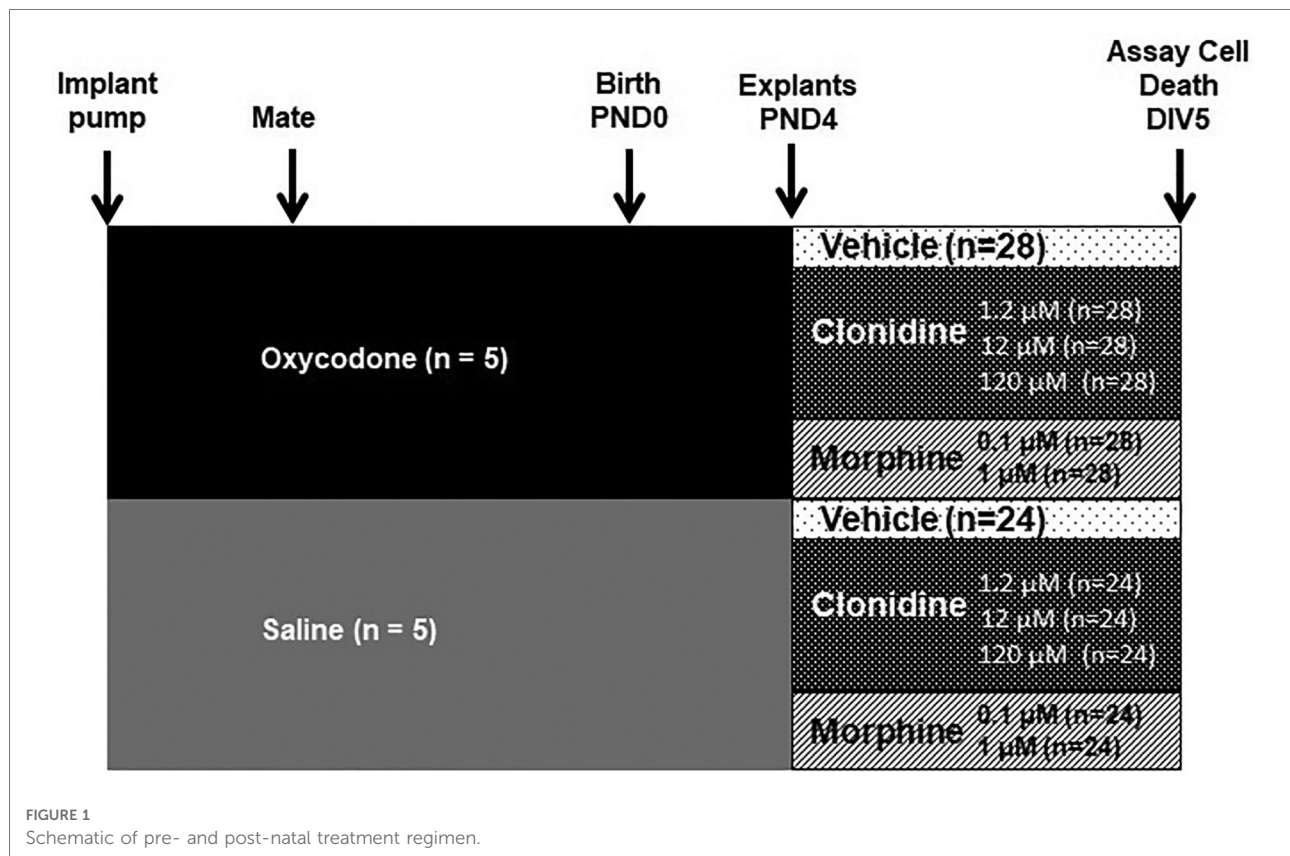 Implant
pump
Mate
Birth
PND0
Explants
PND4
Assay Cell
Death
DIV5
Oxycodone (n = 5)
Vehicle (n=28)
Clonidine
1.2 µM (n=28)
12 µM (n=28)
120 µM (n=28)
Morphine
0.1 µM (n=28)
1 µM (n=28)
Saline (n = 5)
Vehicle (n=24)
Clonidine
1.2 µM (n=24)
12 µM (n=24)
120 µM (n=24)
Morphine
0.1 µM (n=24)
1 µM (n=24)
FIGURE 1
Schematic of pre- and post-natal treatment regimen.